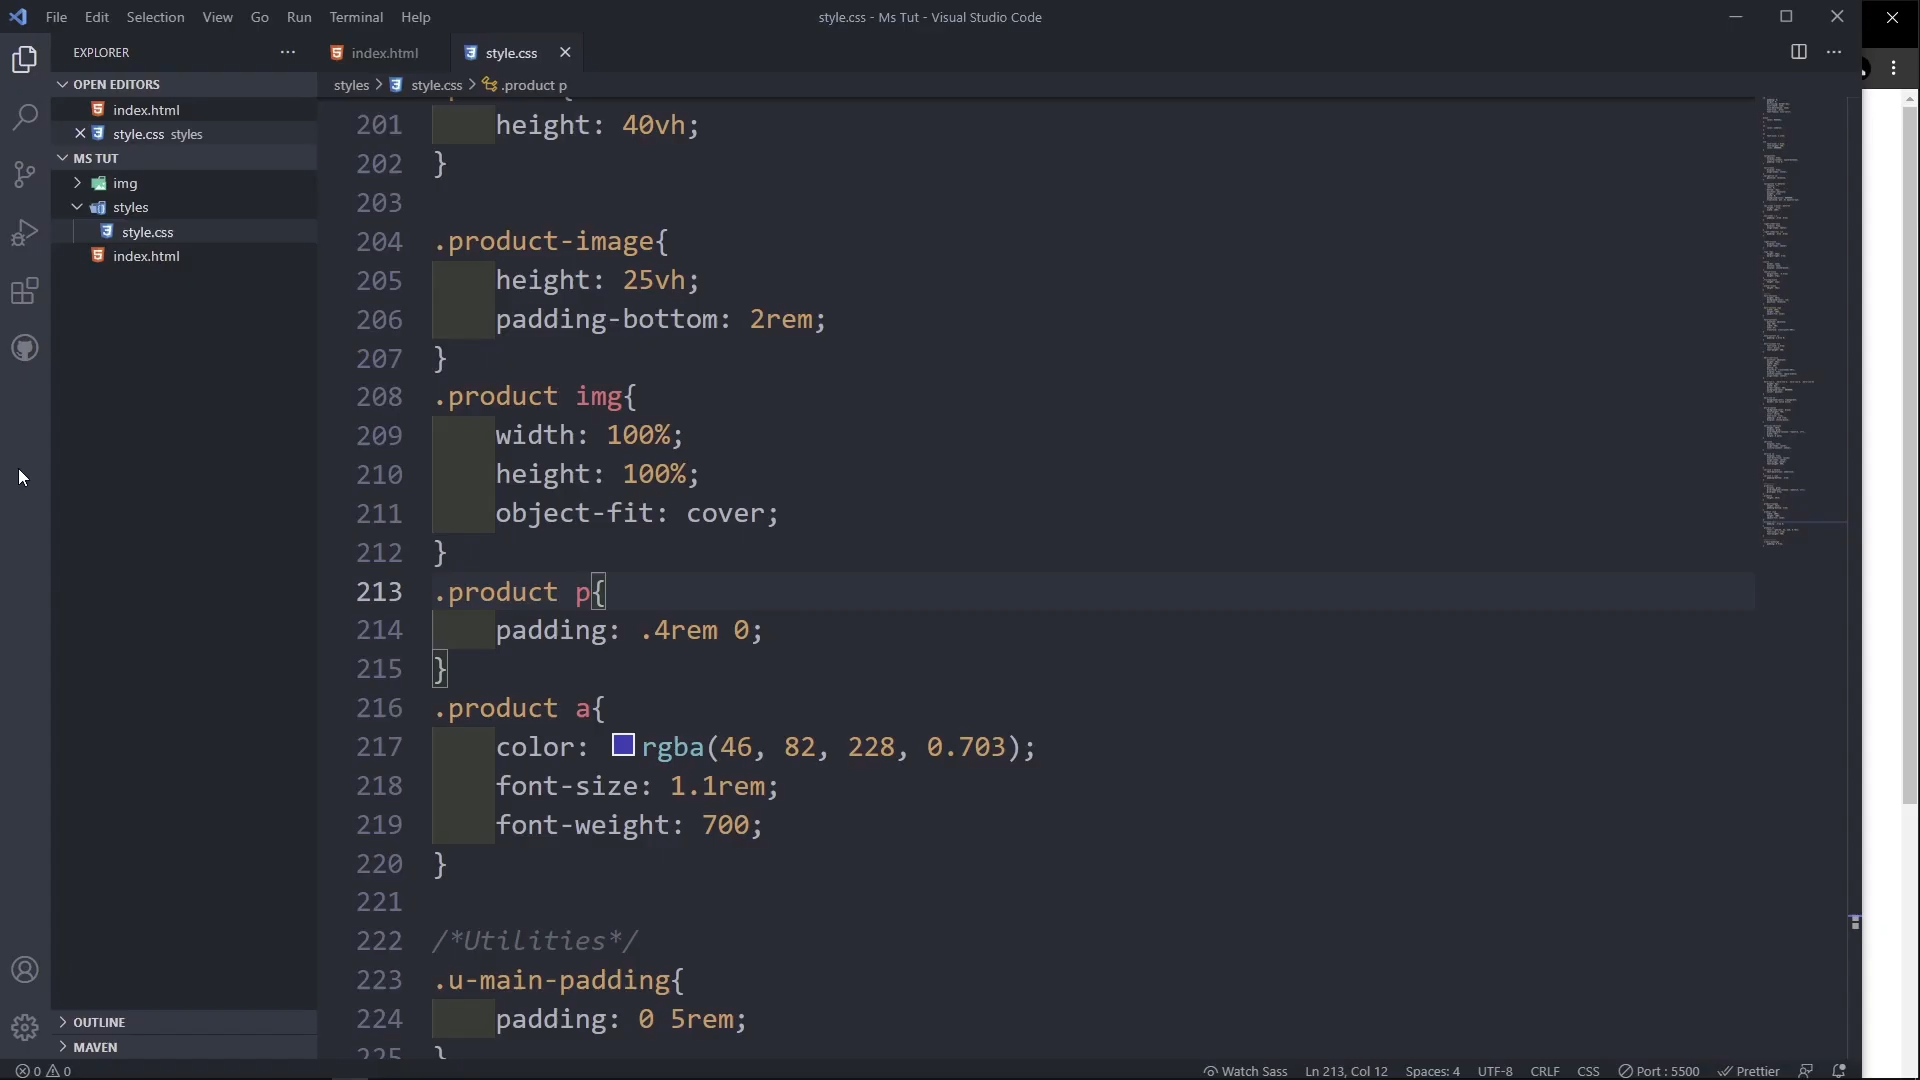 File Edit Selection View Go Run Terminal Help
style.css - Ms Tut - Visual Studio Code
EXPLORER
OPEN EDITORS
index.html
style.css styles
MS TUT
img
styles
style.css
index.html
OUTLINE
MAVEN
index.html
style.css
styles > style.css > .product p
201 height: 40vh;
202 }
203
204 .product-image{
205 height: 25vh;
206 padding-bottom: 2rem;
207 }
208 .product img{
209 width: 100%;
210 height: 100%;
211 object-fit: cover;
212 }
213 .product p{
214 padding: .4rem 0;
215 }
216 .product a{
217 color: rgba(46, 82, 228, 0.703);
218 font-size: 1.1rem;
219 font-weight: 700;
220 }
221
222 /*Utilities*/
223 .u-main-padding{
224 padding: 0 5rem;
225 }
0 0
Watch Sass Ln 213, Col 12 Spaces: 4 UTF-8 CRLF CSS Port : 5500 Prettier